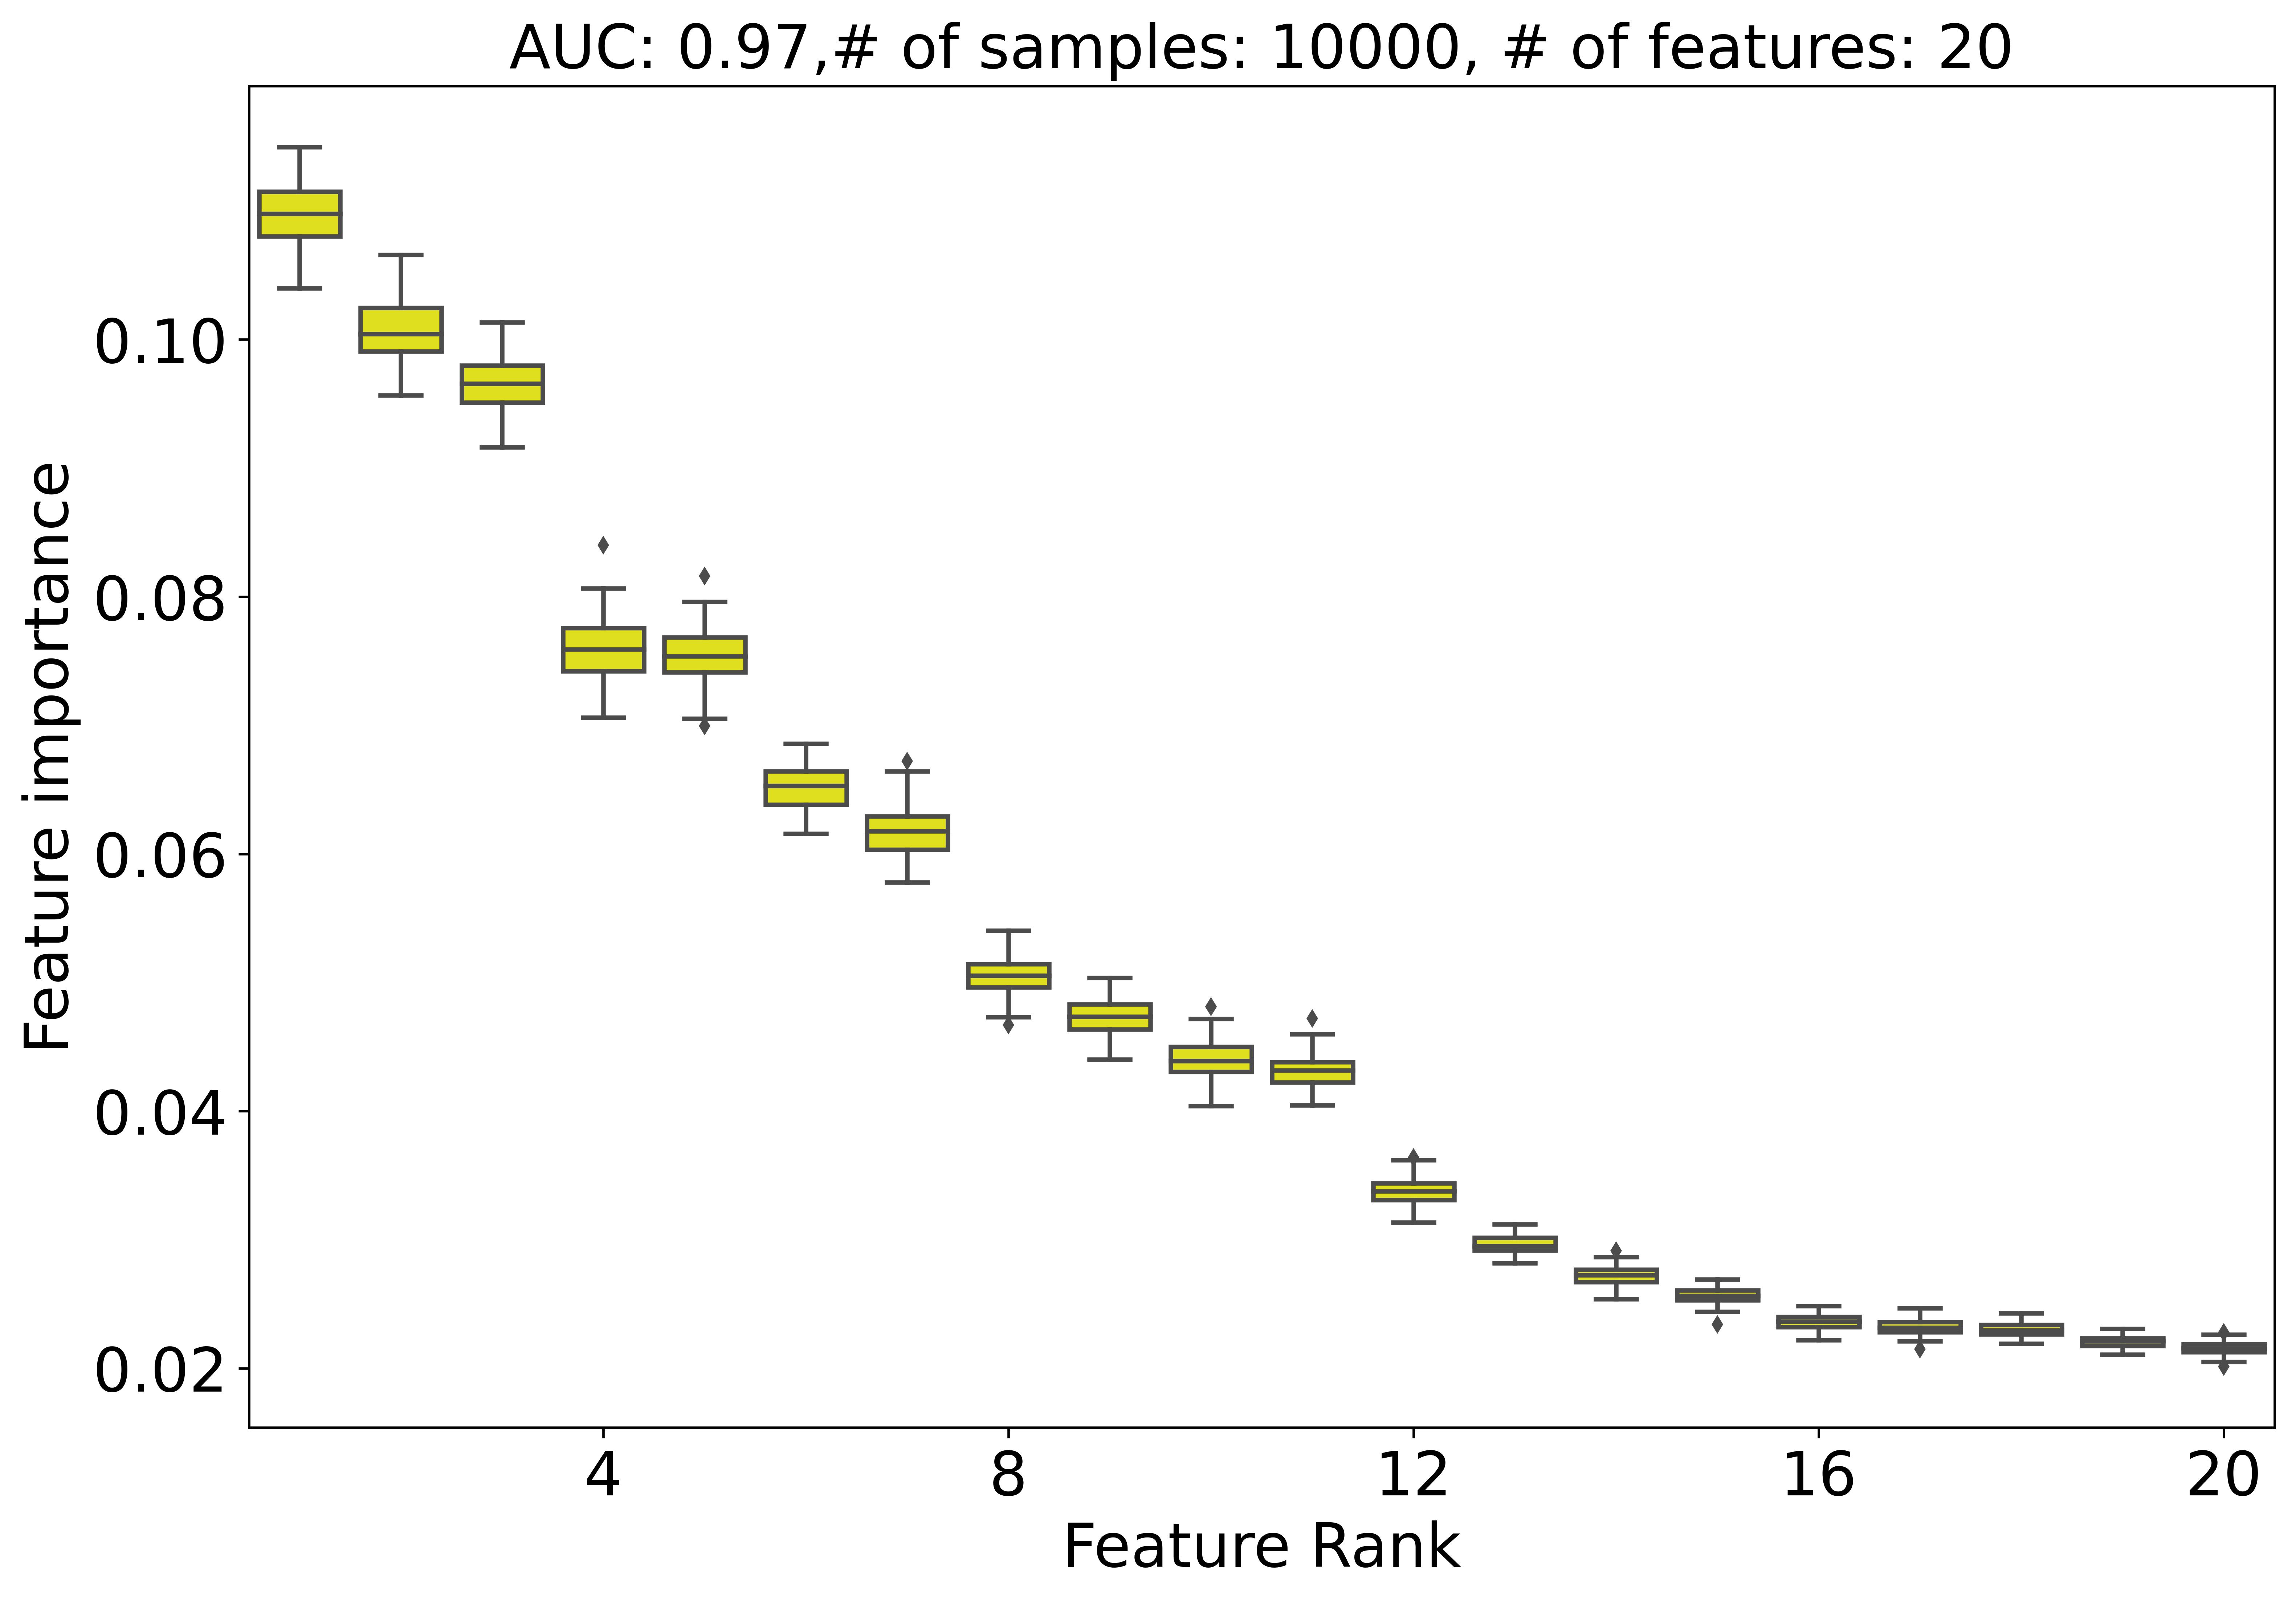 AUC: 0.97,# of samples: 10000, # of features: 20
Feature importance
0.10
0.08
0.06
0.04
0.02
4 8 12 16 20
Feature Rank